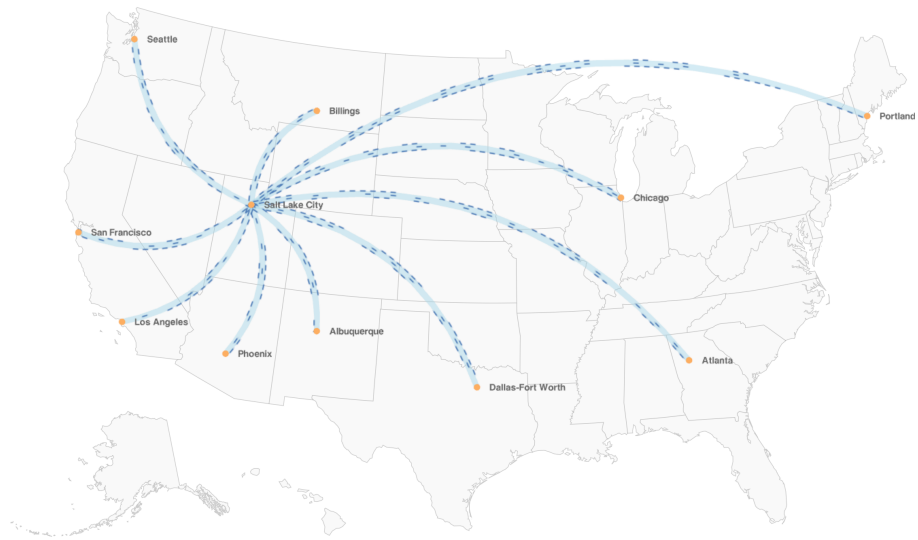 Seattle
Billings
Portland
Chicago
Salt Lake City
San Francisco
Los Angeles
Albuquerque
Phoenix
Atlanta
Dallas-Fort Worth